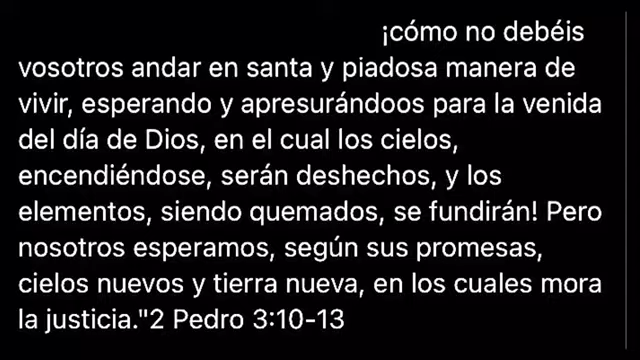 ¡cómo no debéis
vosotros andar en santa y piadosa manera de
vivir, esperando y apresurándoos para la venida
del día de Dios, en el cual los cielos,
encendiéndose, serán deshechos, y los
elementos, siendo quemados, se fundirán! Pero
nosotros esperamos, según sus promesas,
cielos nuevos y tierra nueva, en los cuales mora
la justicia."2 Pedro 3:10-13